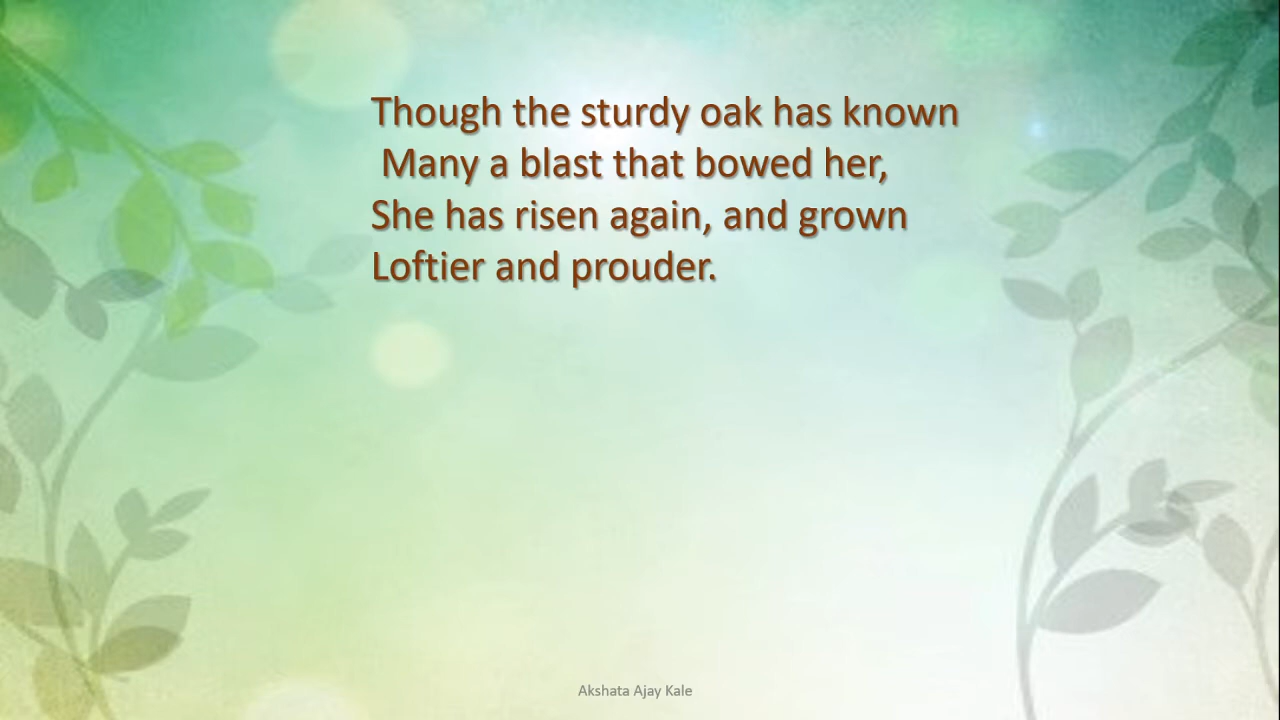 Though the sturdy oak has known
Many a blast that bowed her,
She has risen again, and grown
Loftier and prouder.
Akshata Ajay Kale